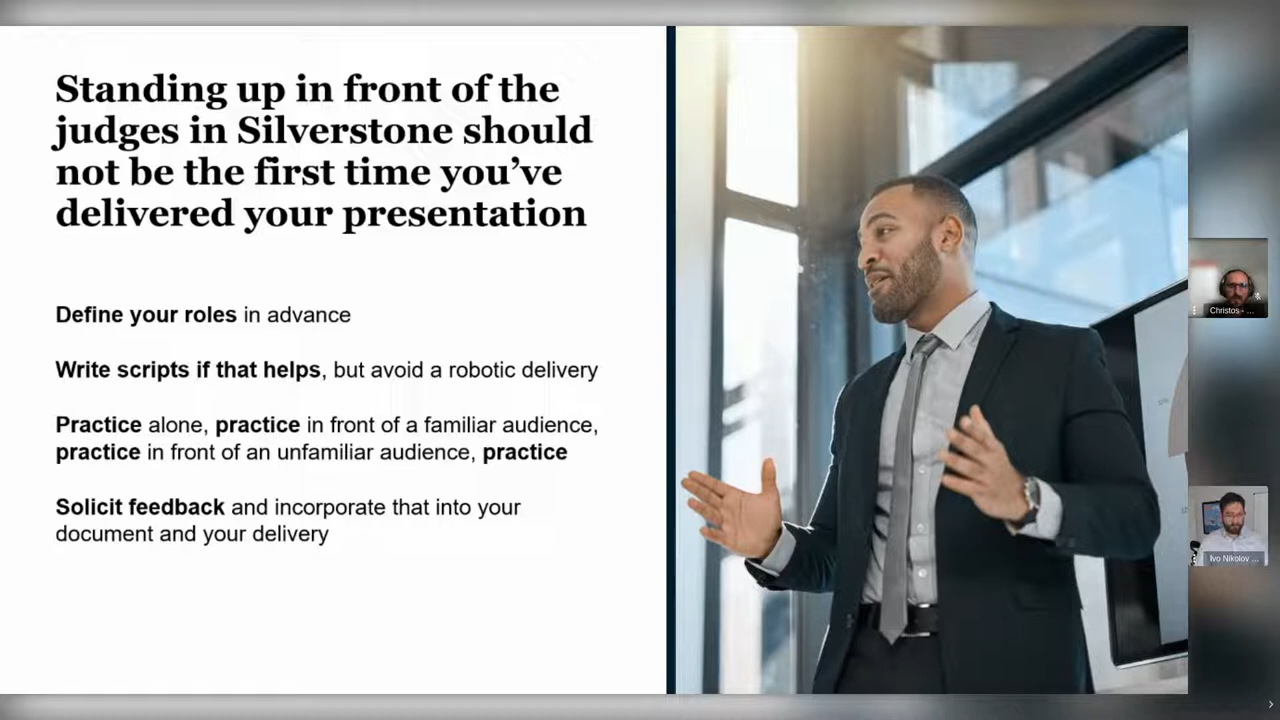 Standing up in front of the
judges in Silverstone should
not be the first time you’ve
delivered your presentation
Define your roles in advance
Write scripts if that helps, but avoid a robotic delivery
Practice alone, practice in front of a familiar audience,
practice in front of an unfamiliar audience, practice
Solicit feedback and incorporate that into your
document and your delivery
Christos - ...
Ivo Nikolov ...